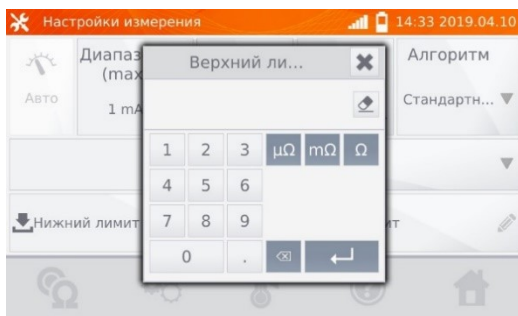 Настройки измерения 14:33 2019.04.10
Диапаз
(max
1 mA
Авто
Верхний ли...
Алгоритм
Стандартн...
1 2 3 μΩ mΩ Ω
4 5 6
7 8 9
0 .
Нижний лимит
ит